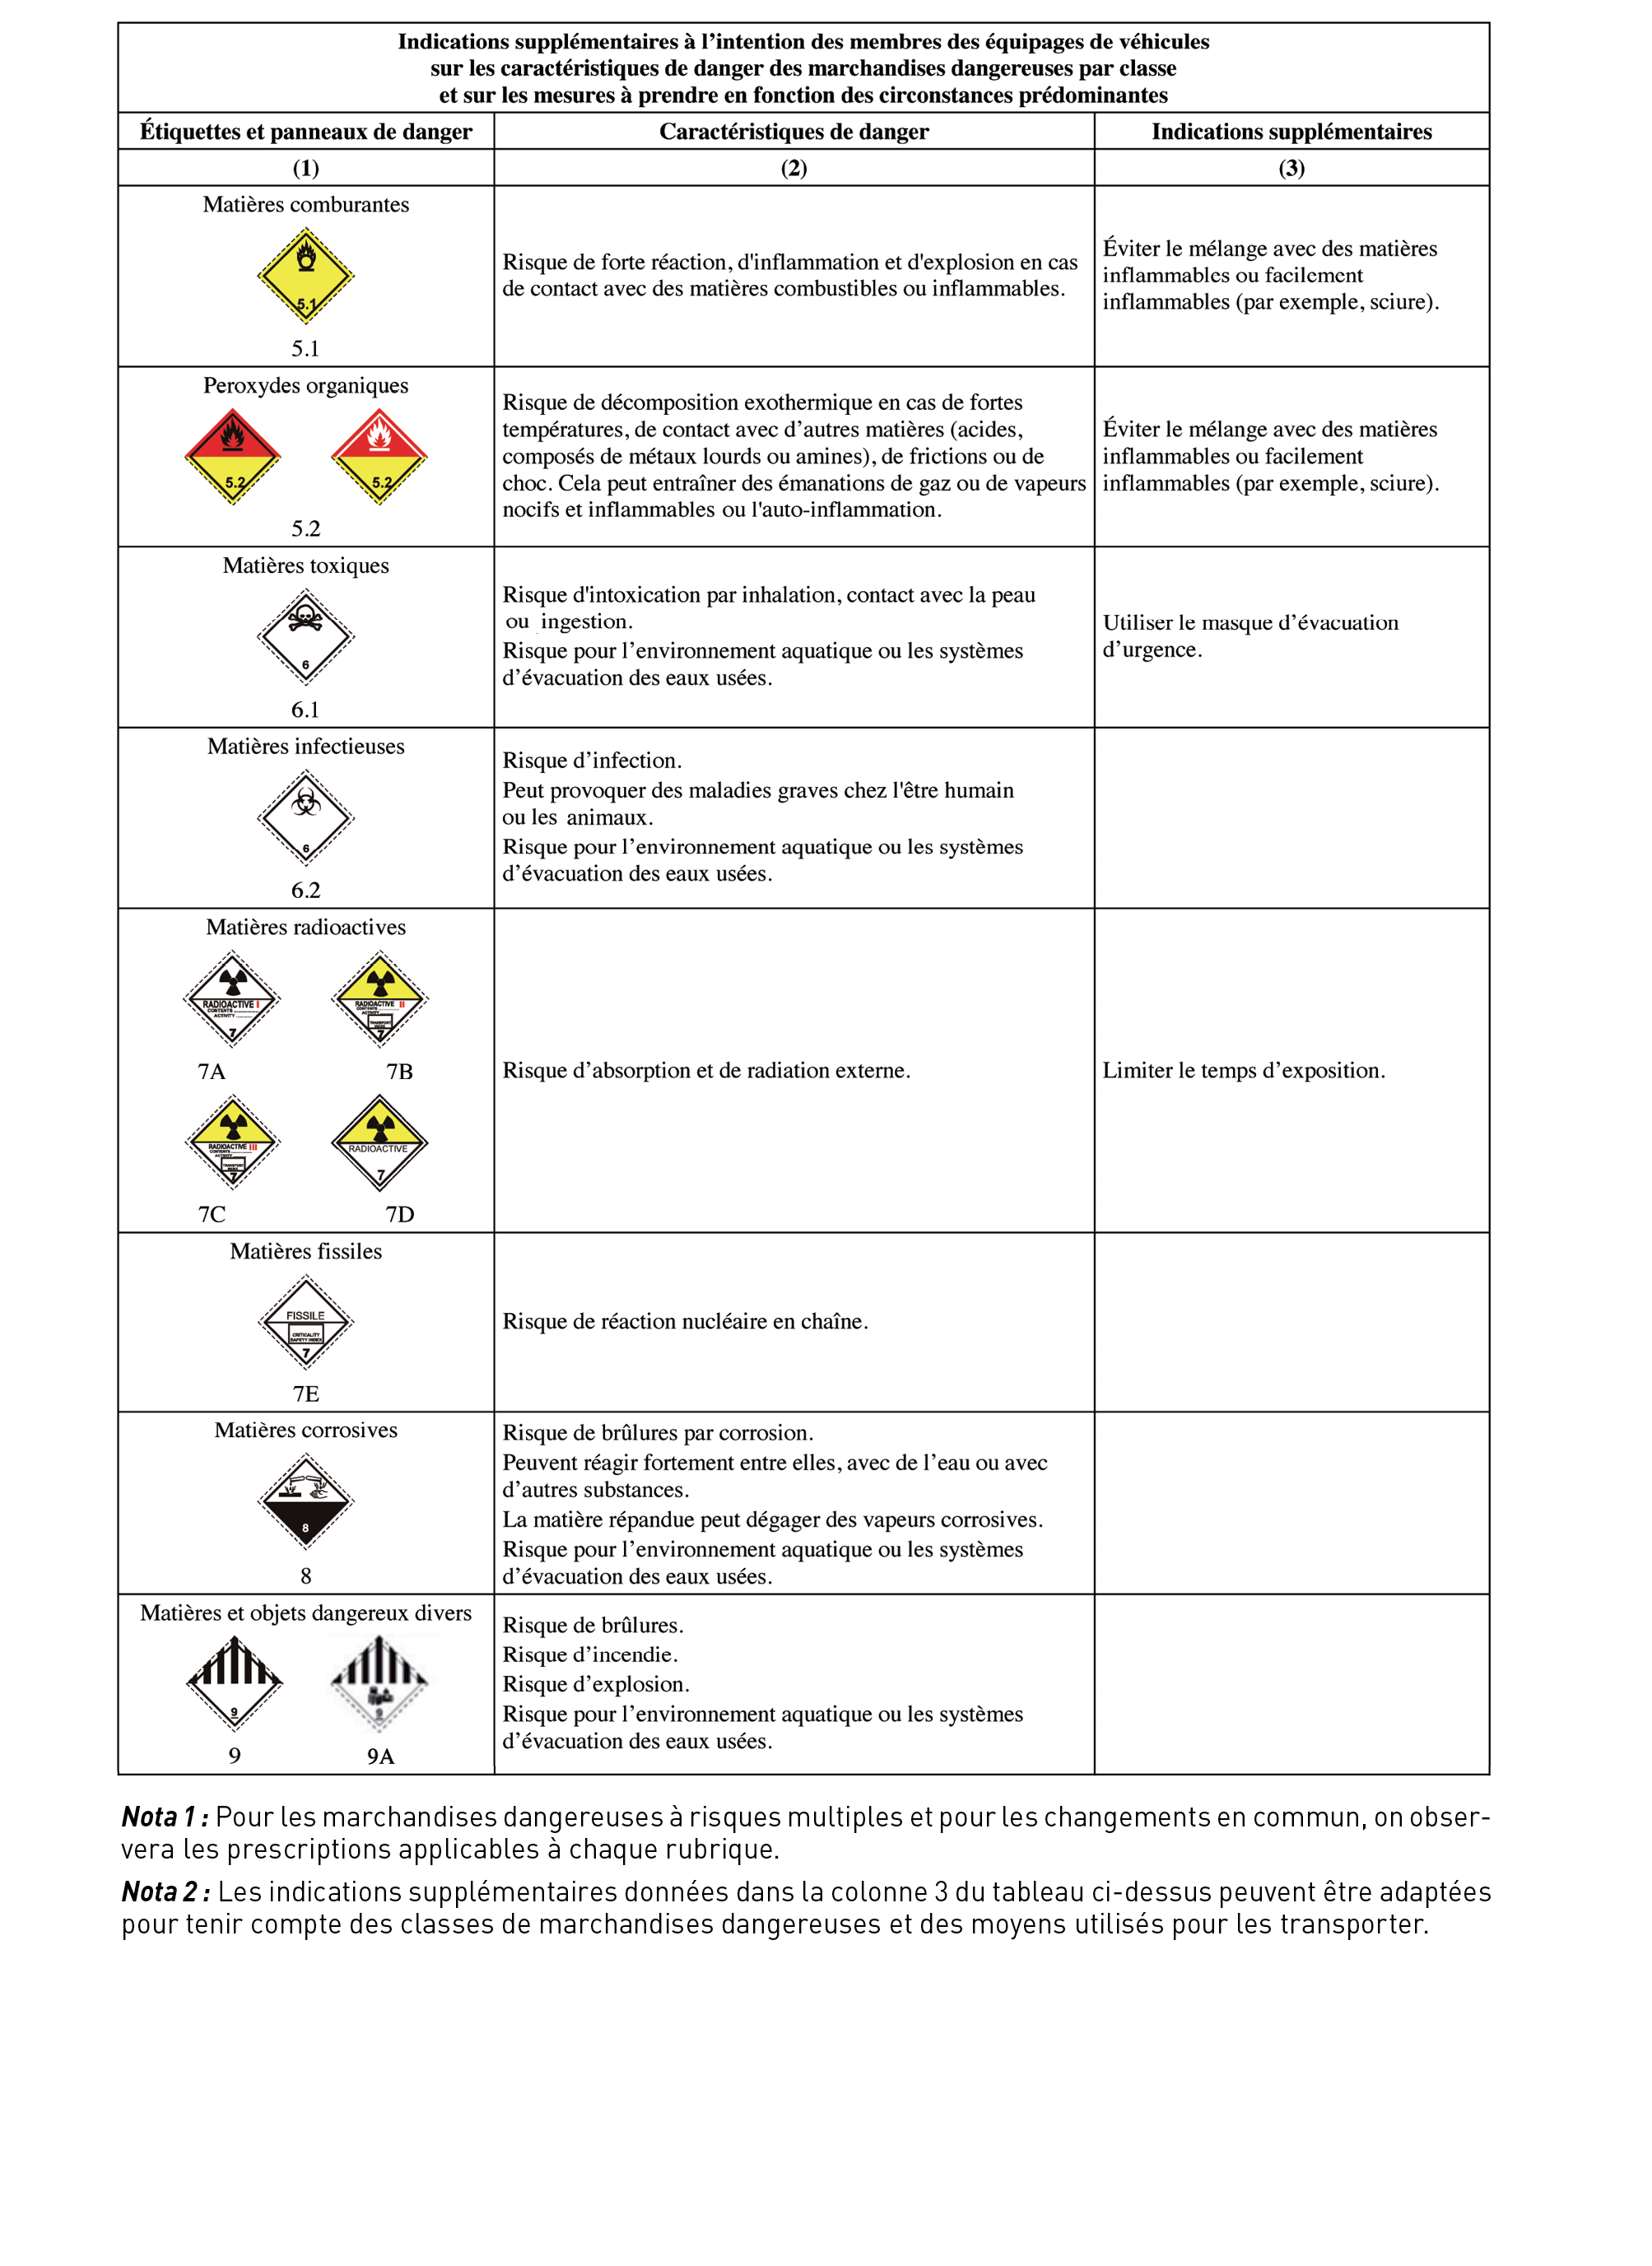 Indications supplémentaires à l’intention des membres des équipages de véhicules
sur les caractéristiques de danger des marchandises dangereuses par classe
et sur les mesures à prendre en fonction des circonstances prédominantes
Étiquettes et panneaux de danger
Caractéristiques de danger
Indications supplémentaires
(1)
(2)
(3)
Matières comburantes
5.1
5.1
Risque de forte réaction, d'inflammation et d'explosion en cas
de contact avec des matières combustibles ou inflammables.
Éviter le mélange avec des matières
inflammables ou facilement
inflammables (par exemple, sciure).
Peroxydes organiques
5.2
5.2
5.2
Risque de décomposition exothermique en cas de fortes
températures, de contact avec d’autres matières (acides,
composés de métaux lourds ou amines), de frictions ou de
choc. Cela peut entraîner des émanations de gaz ou de vapeurs
nocifs et inflammables ou l'auto-inflammation.
Éviter le mélange avec des matières
inflammables ou facilement
inflammables (par exemple, sciure).
Matières toxiques
6
6.1
Risque d'intoxication par inhalation, contact avec la peau
ou ingestion.
Risque pour l’environnement aquatique ou les systèmes
d’évacuation des eaux usées.
Utiliser le masque d’évacuation
d’urgence.
Matières infectieuses
6
6.2
Risque d’infection.
Peut provoquer des maladies graves chez l'être humain
ou les animaux.
Risque pour l’environnement aquatique ou les systèmes
d’évacuation des eaux usées.
Matières radioactives
RADIOACTIVE I
CONTENTS
ACTIVITY
7
RADIOACTIVE II
CONTENTS
ACTIVITY
TRANSPORT INDEX
7
7A
7B
RADIOACTIVE III
CONTENTS
ACTIVITY
TRANSPORT INDEX
7
RADIOACTIVE
7
7C
7D
Risque d’absorption et de radiation externe.
Limiter le temps d’exposition.
Matières fissiles
FISSILE
CRITICALITY
SAFETY INDEX
7
7E
Risque de réaction nucléaire en chaîne.
Matières corrosives
8
8
Risque de brûlures par corrosion.
Peuvent réagir fortement entre elles, avec de l’eau ou avec
d’autres substances.
La matière répandue peut dégager des vapeurs corrosives.
Risque pour l’environnement aquatique ou les systèmes
d’évacuation des eaux usées.
Matières et objets dangereux divers
9
9
9
9A
Risque de brûlures.
Risque d’incendie.
Risque d’explosion.
Risque pour l’environnement aquatique ou les systèmes
d’évacuation des eaux usées.
Nota 1 : Pour les marchandises dangereuses à risques multiples et pour les changements en commun, on obser-
vera les prescriptions applicables à chaque rubrique.
Nota 2 : Les indications supplémentaires données dans la colonne 3 du tableau ci-dessus peuvent être adaptées
pour tenir compte des classes de marchandises dangereuses et des moyens utilisés pour les transporter.